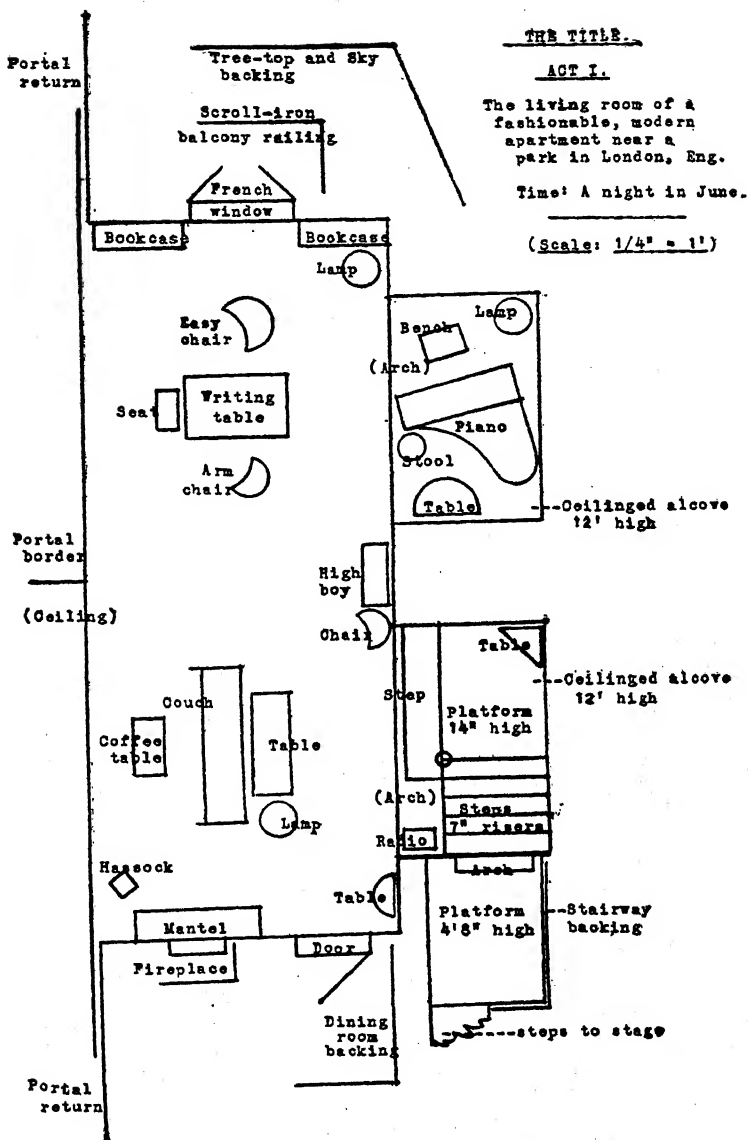 THE TITLE.
ACT I.
The living room of a
fashionable, modern
apartment near a
park in London, Eng.
Time: A night in June.
(Scale: 1/4" = 1')
Portal
return
Tree-top and Sky
backing
Scroll-iron
balcony railing
French
window
Bookcase
Bookcase
Lamp
Easy
chair
Lamp
Bench
(Arch)
Seat
Writing
table
Piano
Stool
Arm
chair
Table
---Ceilinged alcove
12' high
Portal
border
High
boy
(Ceiling)
Chair
Table
---Ceilinged alcove
12' high
Couch
Step
Platform
14" high
Coffee
table
Table
(Arch)
Steps
7" risers
Lamp
Radio
Hassock
Arch
Table
Mantel
Platform
4'8" high
--Stairway
backing
Door
Fireplace
Dining
room
backing
-------steps to stage
Portal
return